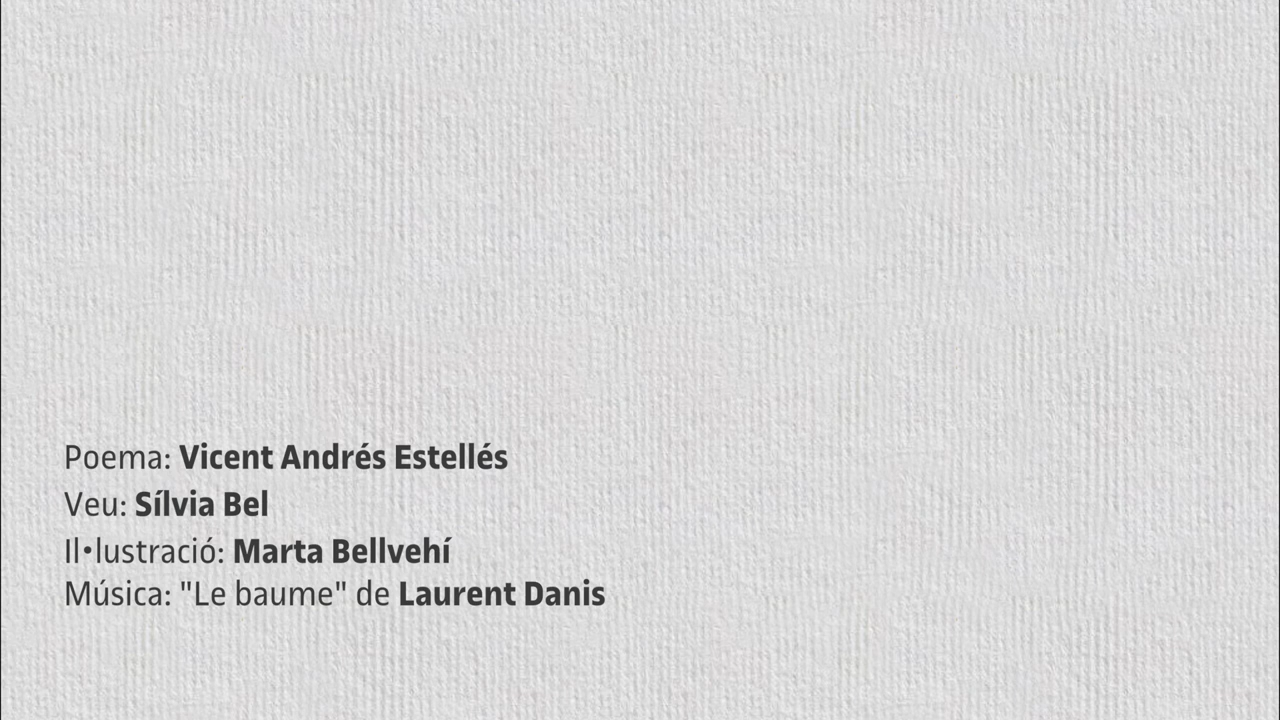 Poema: Vicent Andrés Estellés
Veu: Sílvia Bel
Il•lustració: Marta Bellvehí
Música: "Le baume" de Laurent Danis